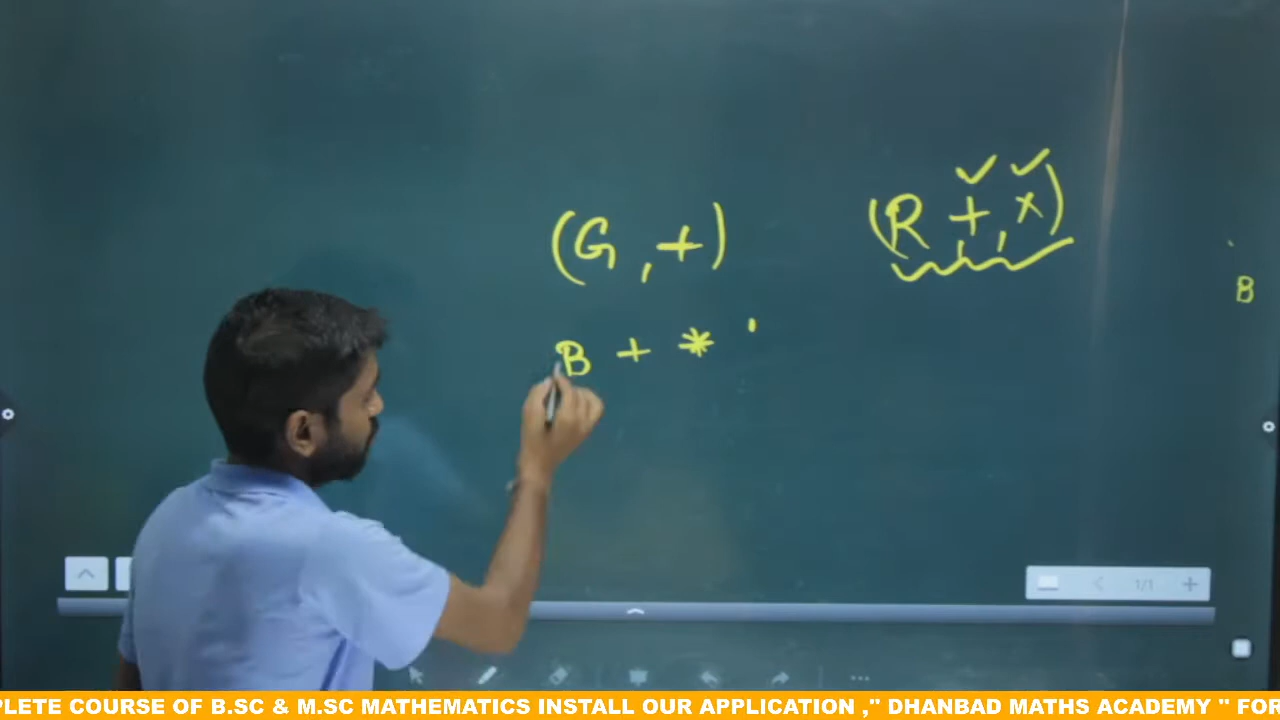 (G, +)
(R, +, ×)
B + * '
B
1/1
PLETE COURSE OF B.SC & M.SC MATHEMATICS INSTALL OUR APPLICATION ," DHANBAD MATHS ACADEMY " FOR